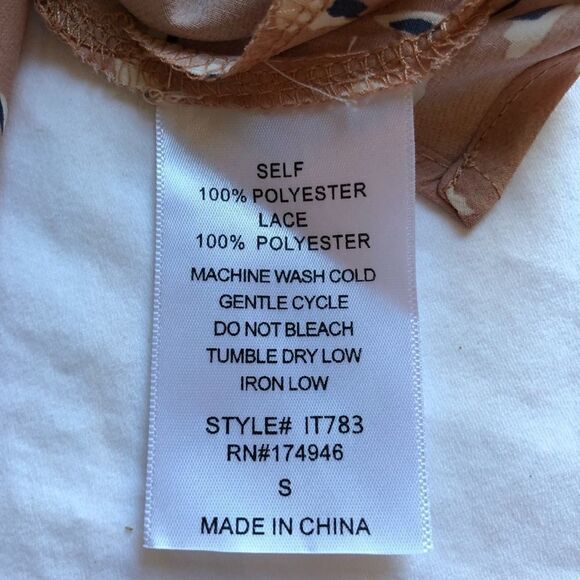 SELF
100% POLYESTER
LACE
100% POLYESTER
MACHINE WASH COLD
GENTLE CYCLE
DO NOT BLEACH
TUMBLE DRY LOW
IRON LOW
STYLE# IT783
RN#174946
S
MADE IN CHINA